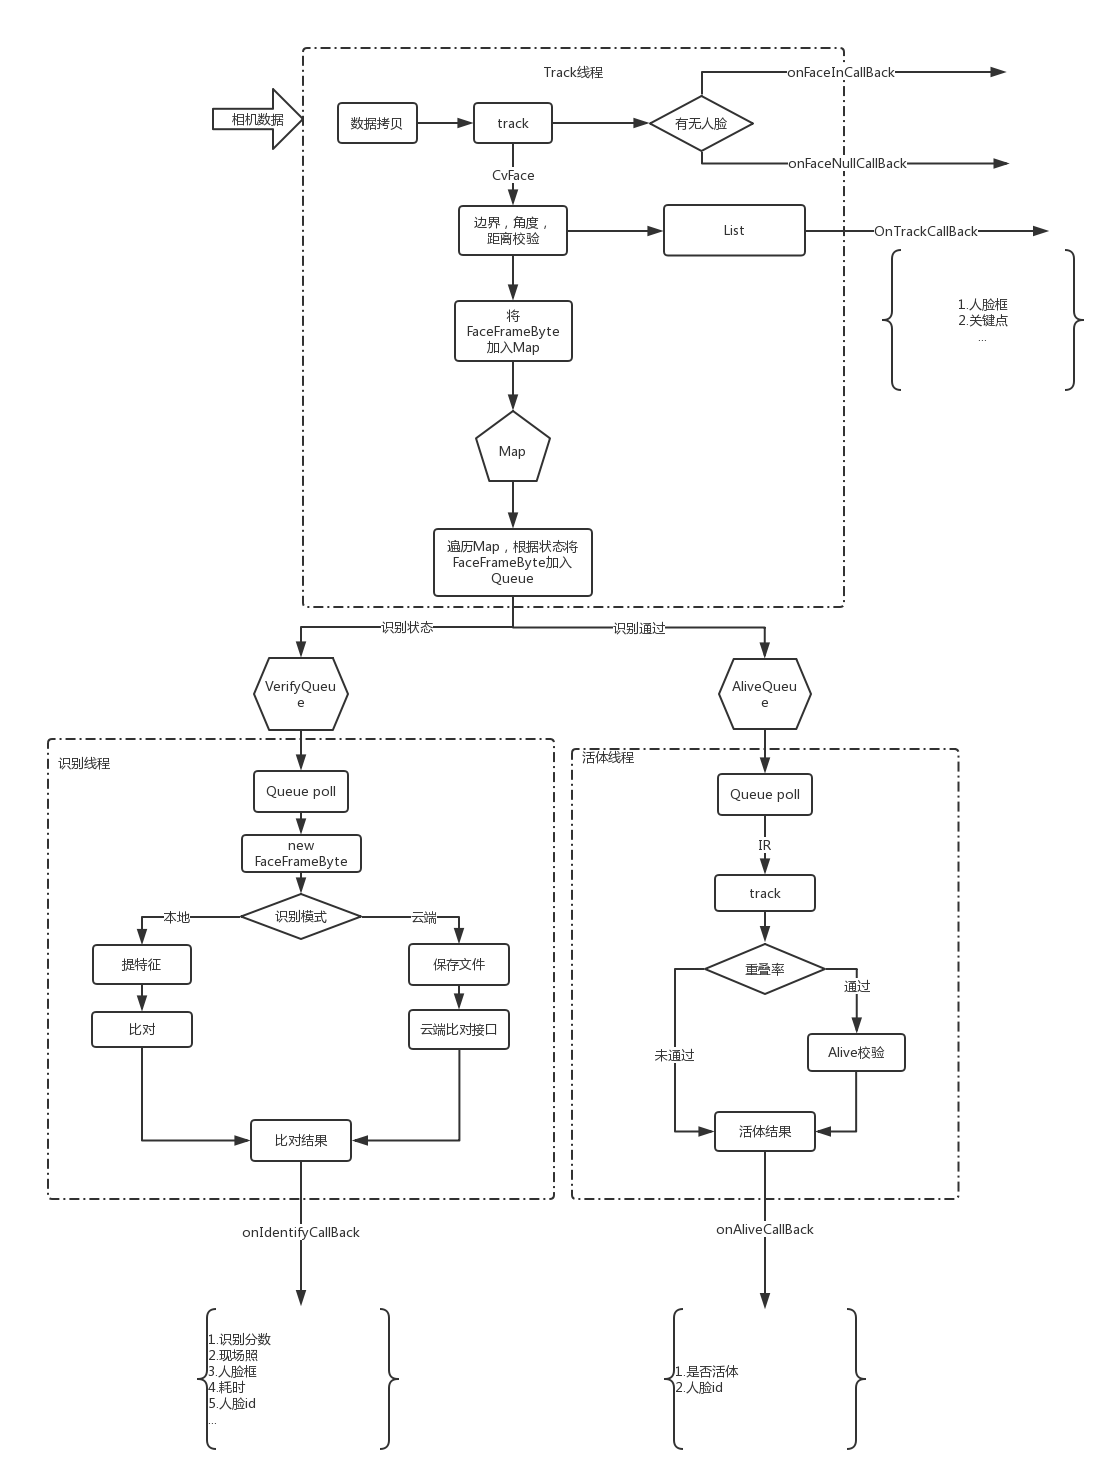 Track线程
onFaceInCallBack
相机数据
数据拷贝
track
有无人脸
onFaceNullCallBack
CvFace
边界，角度，
距离校验
List
OnTrackCallBack
1.人脸框
2.关键点
...
将
FaceFrameByte
加入Map
Map
遍历Map，根据状态将
FaceFrameByte加入
Queue
识别状态
识别通过
VerifyQueu
e
AliveQueu
e
识别线程
Queue poll
new
FaceFrameByte
本地
识别模式
云端
提特征
保存文件
比对
云端比对接口
比对结果
onIdentifyCallBack
1.识别分数
2.现场照
3.人脸框
4.耗时
5.人脸id
...
活体线程
Queue poll
IR
track
重叠率
通过
未通过
Alive校验
活体结果
onAliveCallBack
1.是否活体
2.人脸id